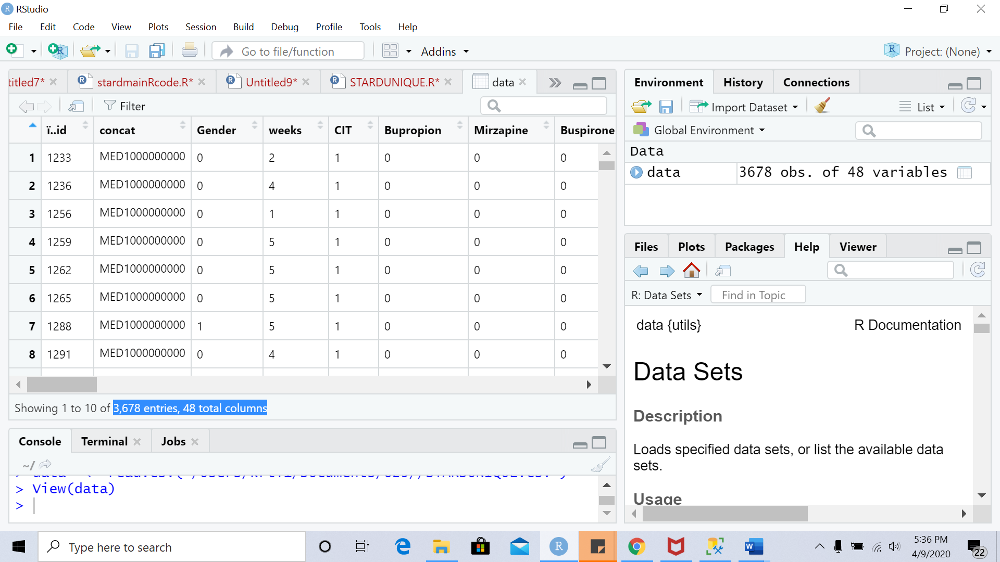 RStudio
File Edit Code View Plots Session Build Debug Profile Tools Help
Go to file/function Addins Project: (None)
titled7* stardmainRcode.R* Untitled9* STARDUNIQUE.R* data
Filter
ï..id concat Gender weeks CIT Bupropion Mirzapine Buspirone
1 1233 MED1000000000 0 2 1 0 0 0
2 1236 MED1000000000 0 4 1 0 0 0
3 1256 MED1000000000 0 1 1 0 0 0
4 1259 MED1000000000 0 5 1 0 0 0
5 1262 MED1000000000 0 5 1 0 0 0
6 1265 MED1000000000 0 5 1 0 0 0
7 1288 MED1000000000 1 5 1 0 0 0
8 1291 MED1000000000 0 4 1 0 0 0
Showing 1 to 10 of 3,678 entries, 48 total columns
Console Terminal Jobs
~/
> View(data)
>
Environment History Connections
Import Dataset List
Global Environment
Data
data 3678 obs. of 48 variables
Files Plots Packages Help Viewer
R: Data Sets Find in Topic
data {utils} R Documentation
Data Sets
Description
Loads specified data sets, or list the available data
sets.
Usage
Type here to search
5:36 PM
4/9/2020
22